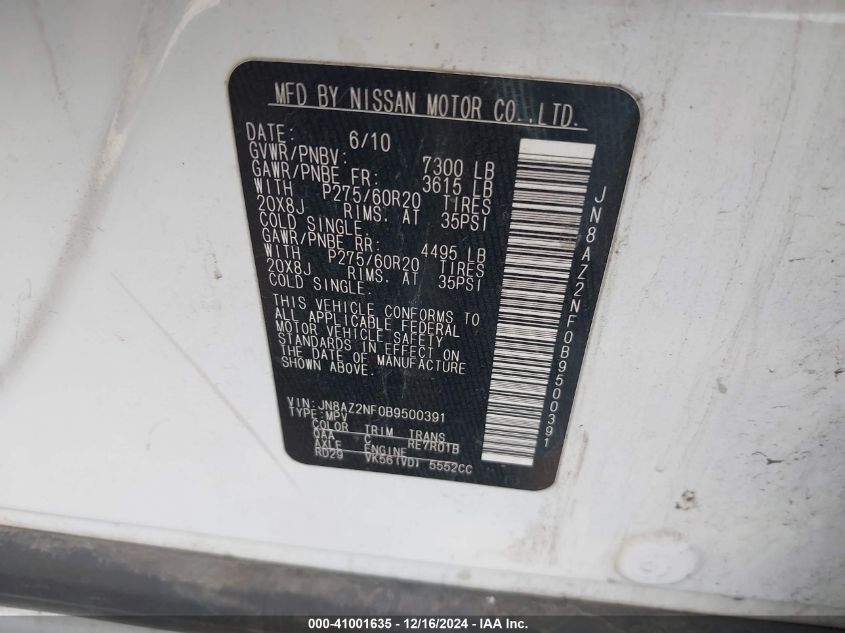 MFD BY NISSAN MOTOR CO.,LTD.
DATE: 6/10
GVWR/PNBV: 7300 LB
GAWR/PNBE FR: 3615 LB
WITH P275/60R20 TIRES
20X8J RIMS. AT 35PSI
COLD SINGLE.
GAWR/PNBE RR: 4495 LB
WITH P275/60R20 TIRES
20X8J RIMS. AT 35PSI
COLD SINGLE.
THIS VEHICLE CONFORMS TO
ALL APPLICABLE FEDERAL
MOTOR VEHICLE SAFETY
STANDARDS IN EFFECT ON
THE DATE OF MANUFACTURE
SHOWN ABOVE.
VIN:JN8AZ2NF0B9500391
TYPE:MPV
COLOR TRIM TRANS
QAA C RE7R01B
AXLE ENGINE
RD29 VK56(VD) 5552CC
JN8AZ2NF0B9500391
000-41001635 - 12/16/2024 - IAA Inc.